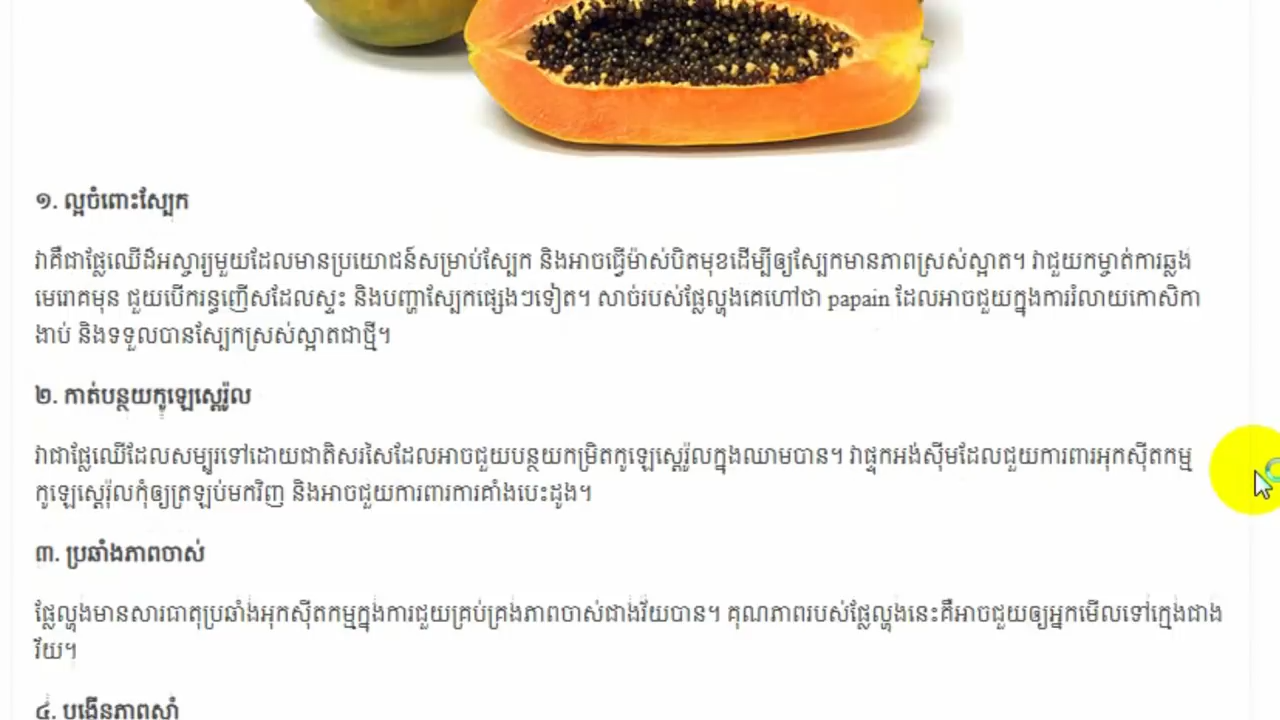 ១. ល្អចំពោះស្បែក
វាគឺជាផ្លែឈើដ៏អស្ចារ្យមួយដែលមានប្រយោជន៍សម្រាប់ស្បែក និងអាចធ្វើម៉ាស់បិតមុខដើម្បីឲ្យស្បែកមានភាពស្រស់ស្អាត។ វាជួយកម្ចាត់ការឆ្លង
មេរោគមុន ជួយបើករន្ធញើសដែលស្ទះ និងបញ្ហាស្បែកផ្សេងៗទៀត។ សាច់របស់ផ្លែល្ហុងគេហៅថា papain ដែលអាចជួយក្នុងការរំលាយកោសិកា
ងាប់ និងទទួលបានស្បែកស្រស់ស្អាតជាថ្មី។
២. កាត់បន្ថយកូឡេស្តេរ៉ូល
វាជាផ្លែឈើដែលសម្បូរទៅដោយជាតិសរសៃដែលអាចជួយបន្ថយកម្រិតកូឡេស្តេរ៉ូលក្នុងឈាមបាន។ វាផ្ទុកអង់ស៊ីមដែលជួយការពារអុកស៊ីតកម្ម
កូឡេស្តេរ៉ុលកុំឲ្យត្រឡប់មកវិញ និងអាចជួយការពារការគាំងបេះដូង។
៣. ប្រឆាំងភាពចាស់
ផ្លែល្ហុងមានសារធាតុប្រឆាំងអុកស៊ីតកម្មក្នុងការជួយគ្រប់គ្រងភាពចាស់ជាងវ័យបាន។ គុណភាពរបស់ផ្លែល្ហុងនេះគឺអាចជួយឲ្យអ្នកមើលទៅក្មេងជាង
វ័យ។
៤. បង្កើនភាពស៊ាំ